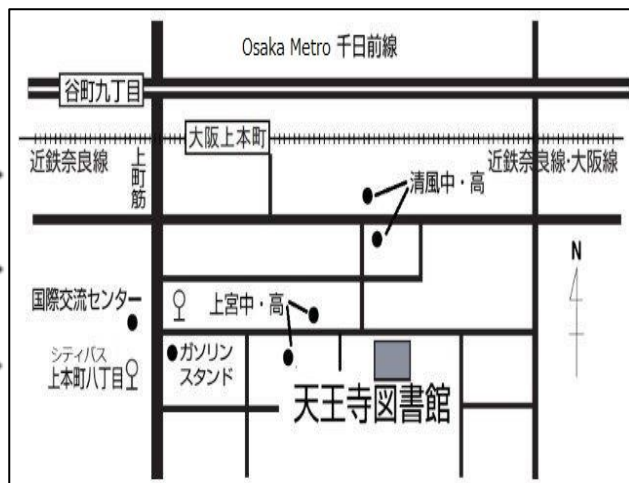 Osaka Metro 千日前線
谷町九丁目
大阪上本町
近鉄奈良線
上町筋
近鉄奈良線・大阪線
清風中・高
N
国際交流センター
上宮中・高
シティバス
上本町八丁目
ガソリン
スタンド
天王寺図書館